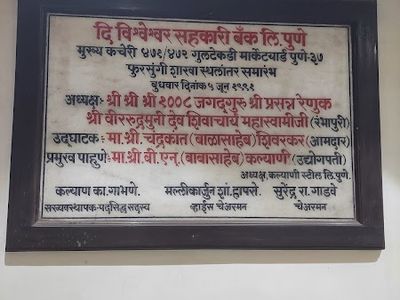 दि विश्वेश्वर सहकारी बँक लि. पुणे
मुख्य कचेरी ४७१/४७२ गुलटेकडी मार्केटयार्ड पुणे-३७
फुरसुंगी शाखा स्थलांतर समारंभ
बुधवार दिनांक ५ जून १९९१
अध्यक्ष:- श्री श्री श्री १००८ जगद्गुरु श्री प्रसन्न रेणुक
श्री वीररुद्रमुनी देव शिवाचार्य महास्वामीजी (रंभापुरी)
उद्घाटक:- मा. श्री. चंद्रकांत (बाळासाहेब) शिवरकर (आमदार)
प्रमुख पाहुणे:- मा. श्री. बी. एन. (बाबासाहेब) कल्याणी (उद्योगपती)
अध्यक्ष, कल्याणी स्टील लि. पुणे.
कल्याण का. गाभणे. मल्लीकार्जुन शां. ढापसे. सुरेंद्र रा. गाडवे
सरव्यवस्थापक-पदसिद्ध सदस्य व्हाईस चेअरमन चेअरमन